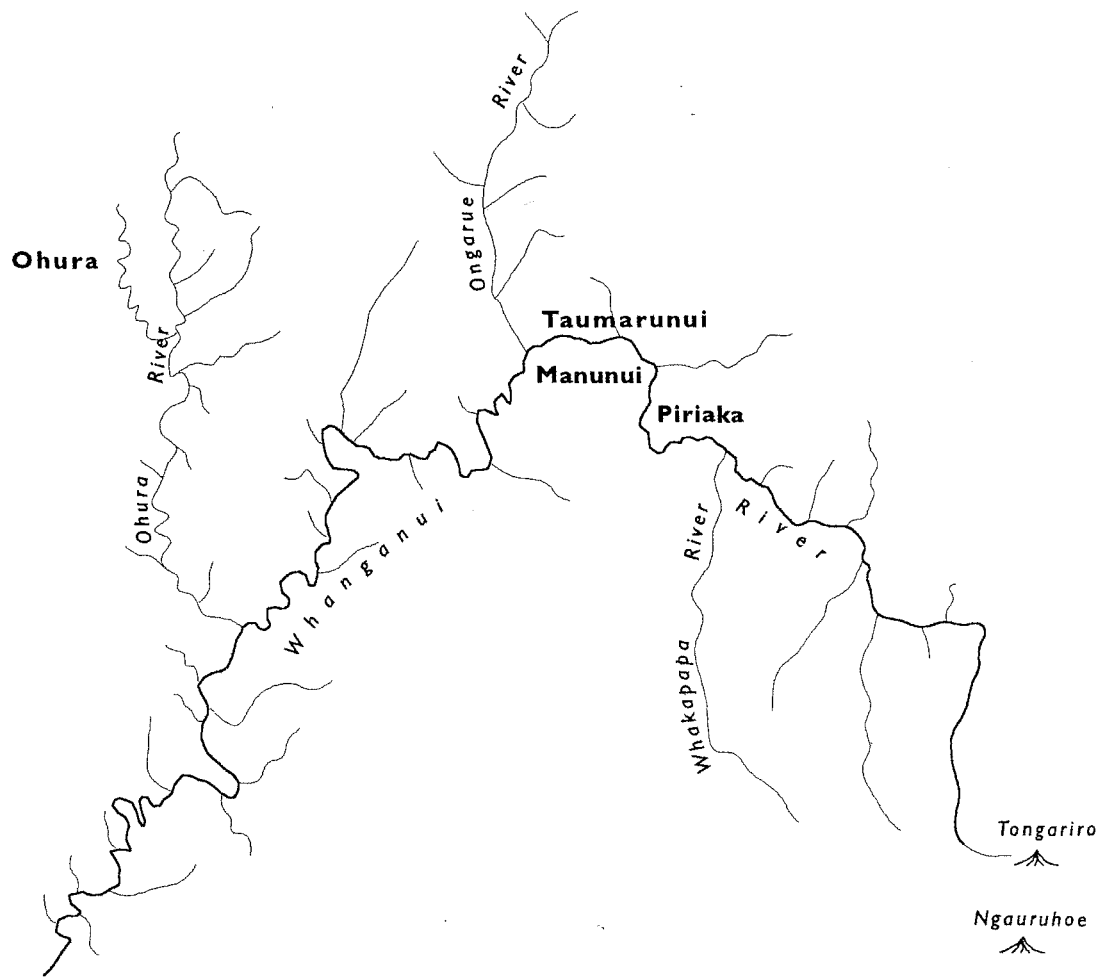 River
Ongarue
Ohura
River
Ohura
Taumarunui
Manunui
Piriaka
Whanganui
River
River
Whakapapa
Tongariro
Ngauruhoe